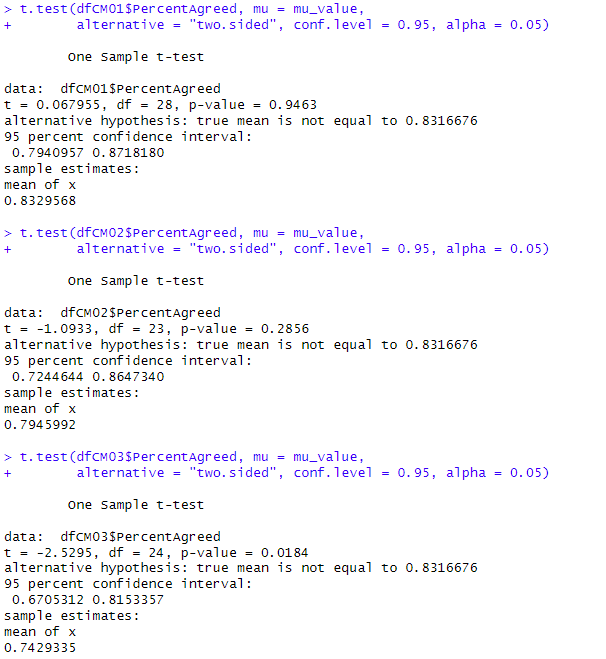 > t.test(dfCM01$PercentAgreed, mu = mu_value,
+        alternative = "two.sided", conf.level = 0.95, alpha = 0.05)
One Sample t-test
data:  dfCM01$PercentAgreed
t = 0.067955, df = 28, p-value = 0.9463
alternative hypothesis: true mean is not equal to 0.8316676
95 percent confidence interval:
 0.7940957 0.8718180
sample estimates:
mean of x
0.8329568
> t.test(dfCM02$PercentAgreed, mu = mu_value,
+        alternative = "two.sided", conf.level = 0.95, alpha = 0.05)
One Sample t-test
data:  dfCM02$PercentAgreed
t = -1.0933, df = 23, p-value = 0.2856
alternative hypothesis: true mean is not equal to 0.8316676
95 percent confidence interval:
 0.7244644 0.8647340
sample estimates:
mean of x
0.7945992
> t.test(dfCM03$PercentAgreed, mu = mu_value,
+        alternative = "two.sided", conf.level = 0.95, alpha = 0.05)
One Sample t-test
data:  dfCM03$PercentAgreed
t = -2.5295, df = 24, p-value = 0.0184
alternative hypothesis: true mean is not equal to 0.8316676
95 percent confidence interval:
 0.6705312 0.8153357
sample estimates:
mean of x
0.7429335